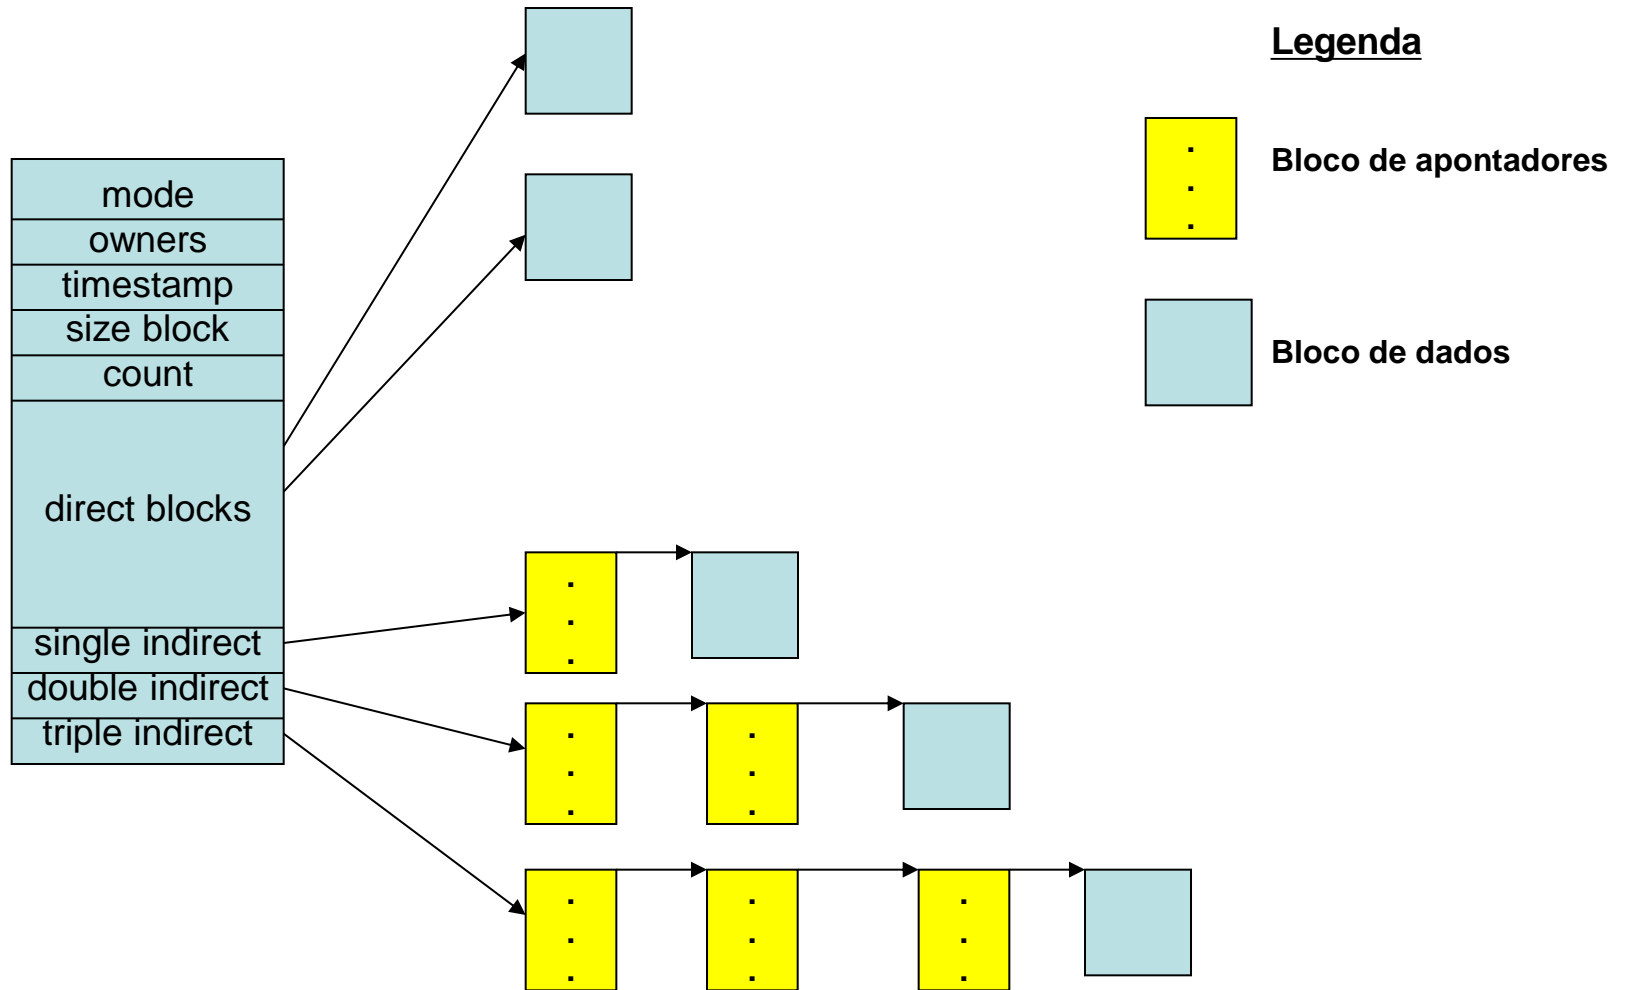 Legenda
Bloco de apontadores
Bloco de dados
mode
owners
timestamp
size block
count
direct blocks
single indirect
double indirect
triple indirect